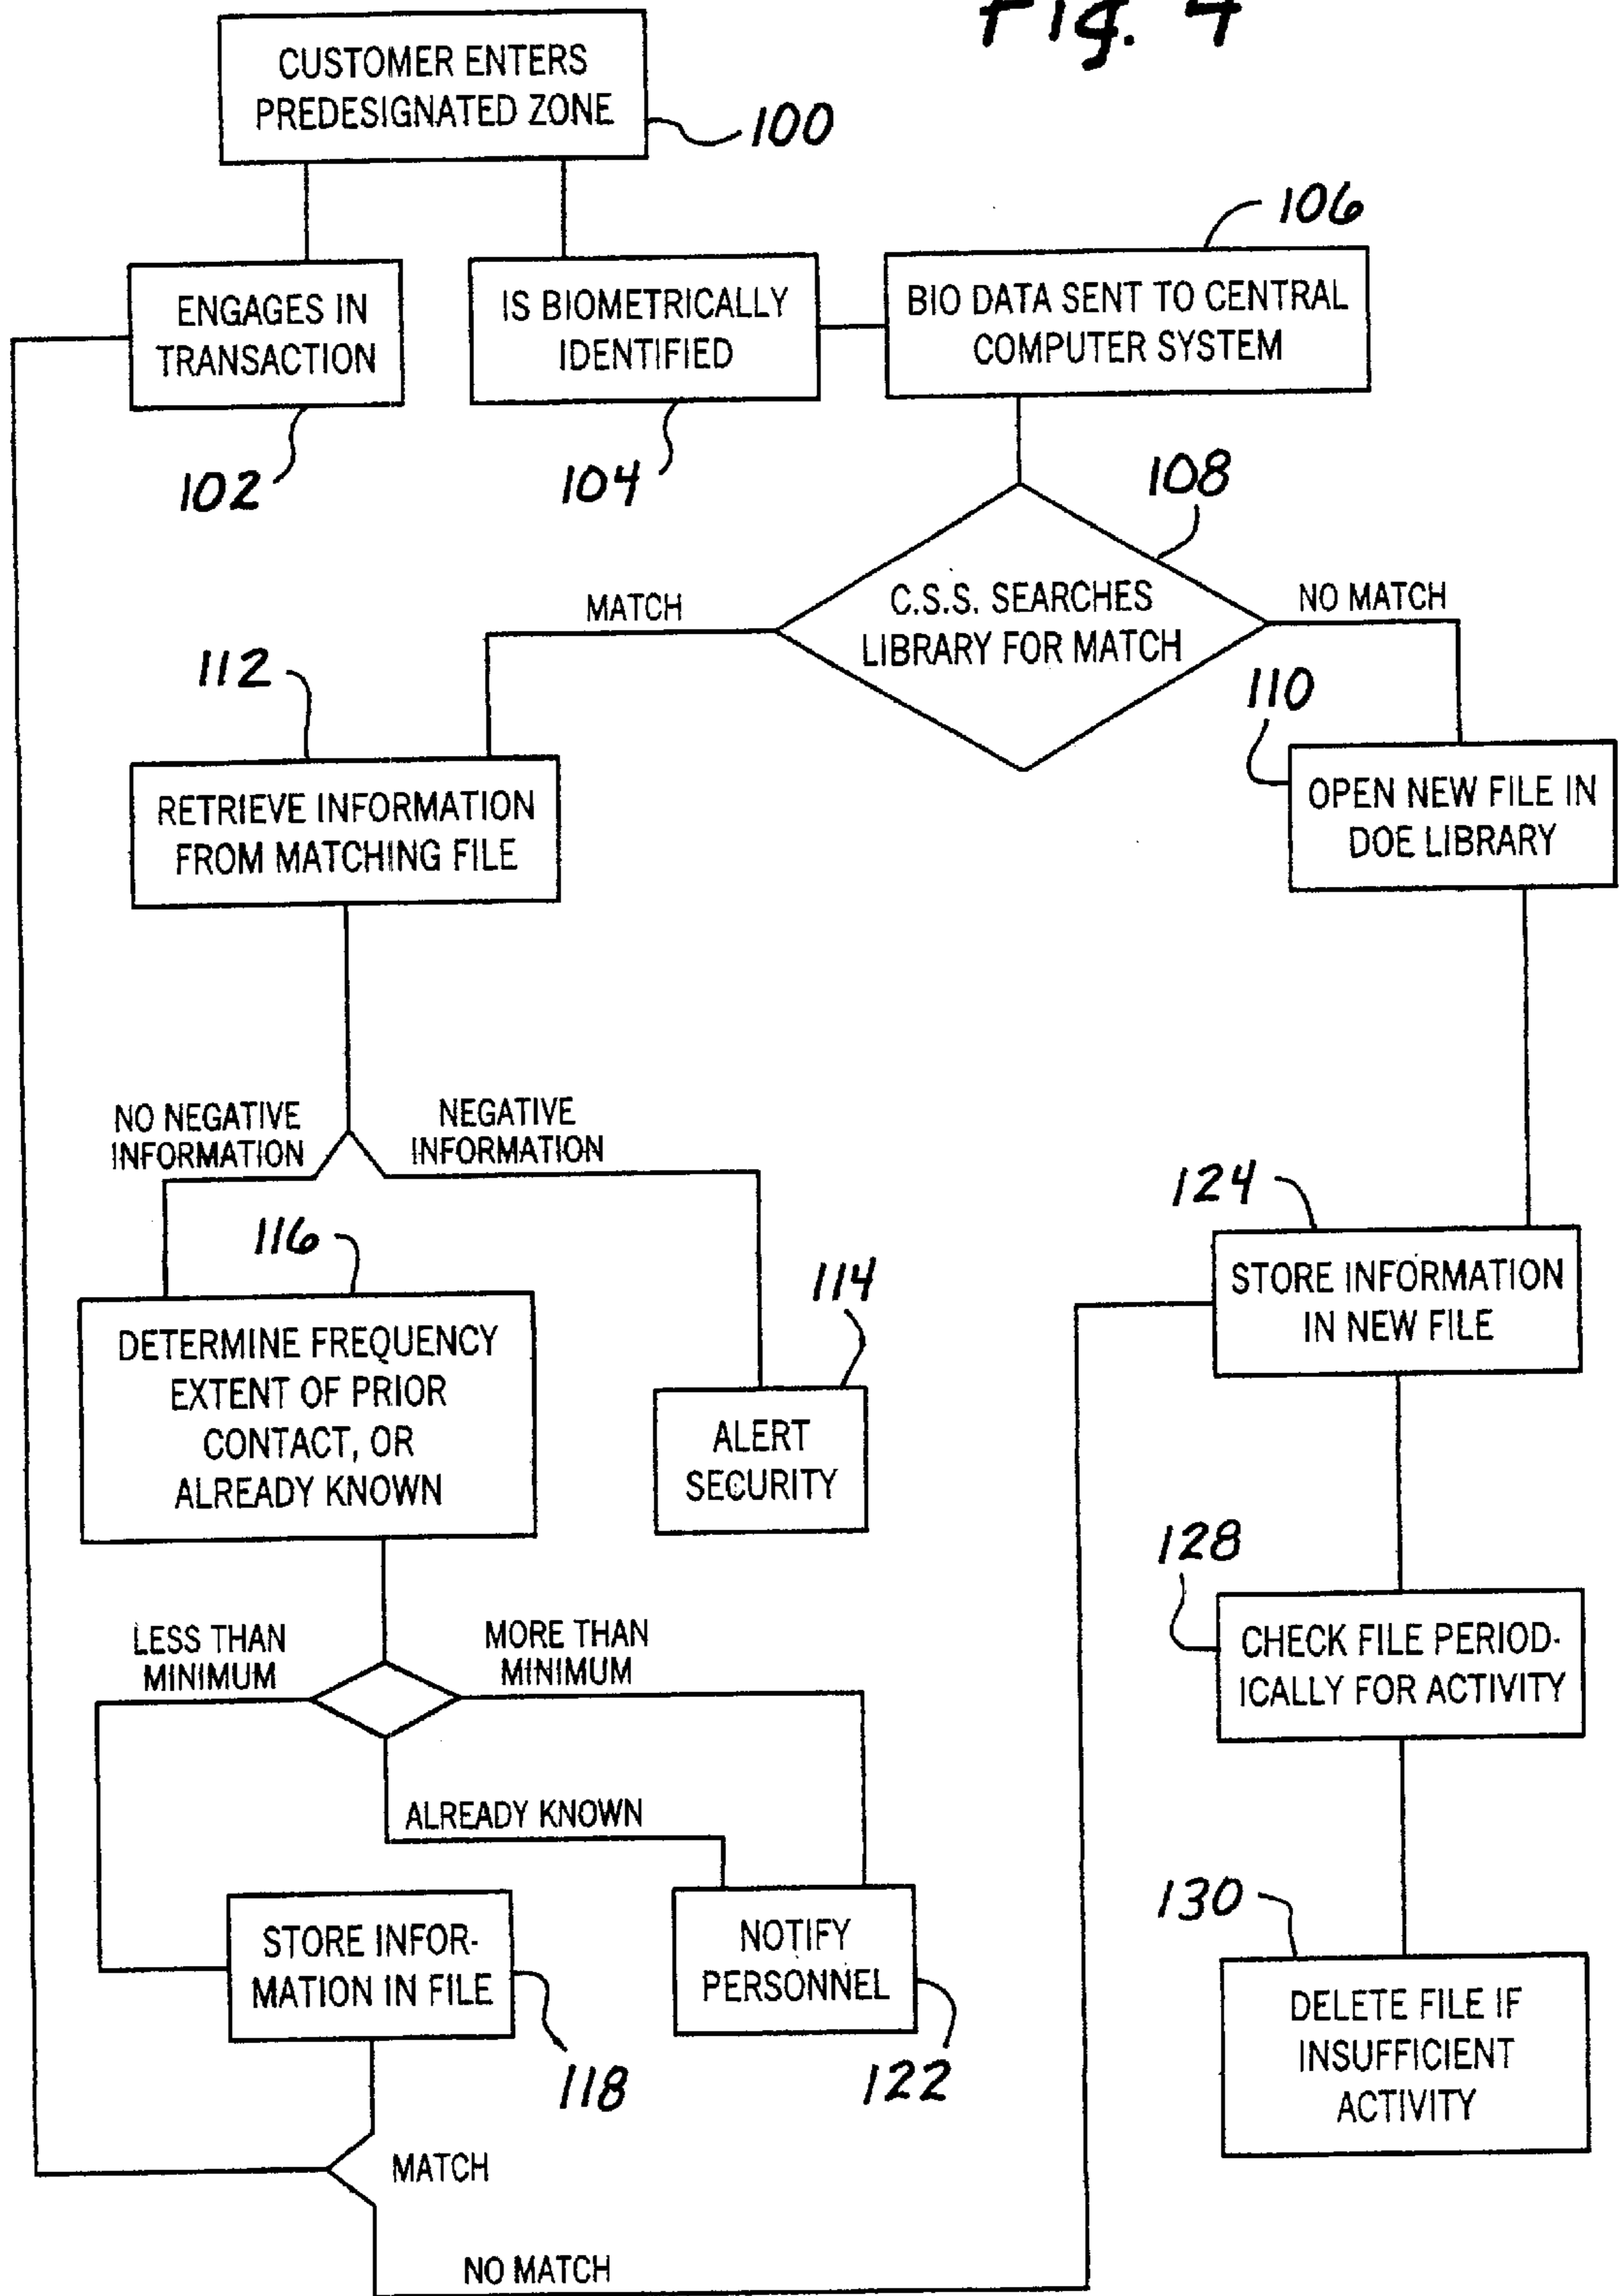 Fig. 4
CUSTOMER ENTERS
PREDESIGNATED ZONE
100
106
ENGAGES IN
TRANSACTION
IS BIOMETRICALLY
IDENTIFIED
BIO DATA SENT TO CENTRAL
COMPUTER SYSTEM
102
104
108
MATCH
C.S.S. SEARCHES
LIBRARY FOR MATCH
NO MATCH
112
110
RETRIEVE INFORMATION
FROM MATCHING FILE
OPEN NEW FILE IN
DOE LIBRARY
NO NEGATIVE
INFORMATION
NEGATIVE
INFORMATION
124
116
114
STORE INFORMATION
IN NEW FILE
DETERMINE FREQUENCY
EXTENT OF PRIOR
CONTACT, OR
ALREADY KNOWN
ALERT
SECURITY
128
LESS THAN
MINIMUM
MORE THAN
MINIMUM
CHECK FILE PERIOD-
ICALLY FOR ACTIVITY
ALREADY KNOWN
130
STORE INFOR-
MATION IN FILE
NOTIFY
PERSONNEL
DELETE FILE IF
INSUFFICIENT
ACTIVITY
118
122
MATCH
NO MATCH